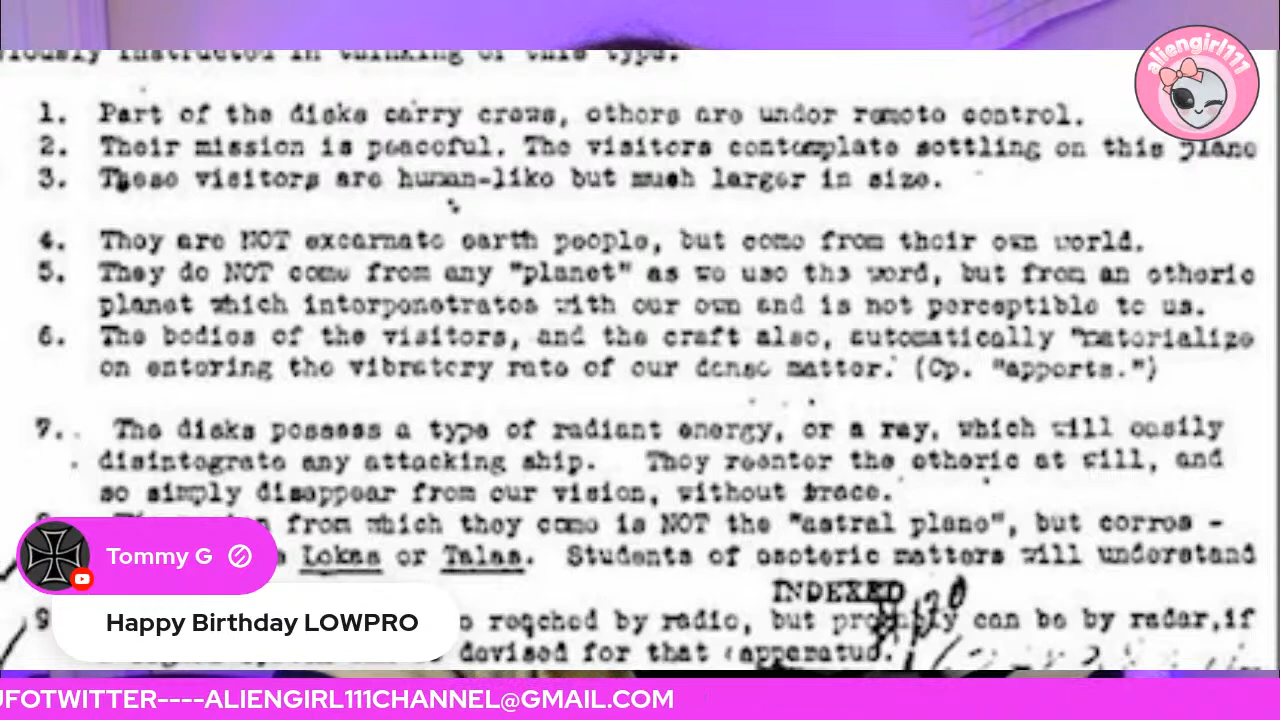 viously instructed in thinking of this type.
aliengirl111
1. Part of the disks carry crews, others are under remote control.
2. Their mission is peaceful. The visitors contemplate settling on this plane
3. These visitors are human-like but much larger in size.
4. They are NOT excarnate earth people, but come from their own world.
5. They do NOT come from any "planet" as we use the word, but from an etheric
planet which interpenetrates with our own and is not perceptible to us.
6. The bodies of the visitors, and the craft also, automatically "materialize
on entering the vibratory rate of our dense matter. (Cp. "apports.")
7. The disks possess a type of radiant energy, or a ray, which will easily
disintegrate any attacking ship. They reenter the etheric at will, and
so simply disappear from our vision, without trace.
from which they come is NOT the "astral plane", but corres -
Lokas or Talas. Students of esoteric matters will understand
INDEXED
9 reached by radio, but probably can be by radar, if
devised for that apparatus.
Tommy G
Happy Birthday LOWPRO
UFOTWITTER----ALIENGIRL111CHANNEL@GMAIL.COM